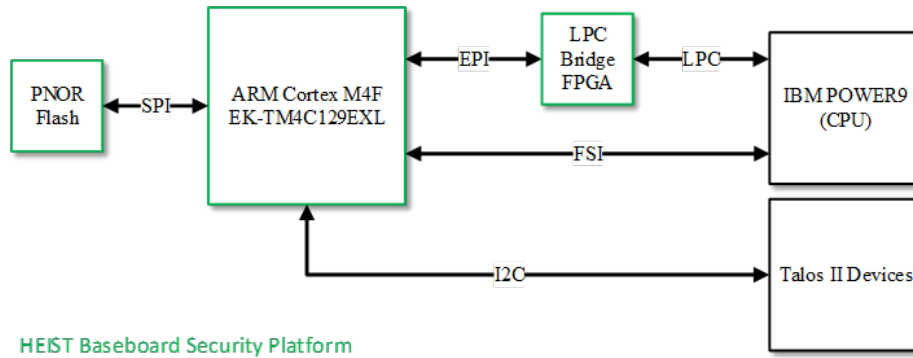 PNOR
Flash
SPI
ARM Cortex M4F
EK-TM4C129EXL
EPI
LPC
Bridge
FPGA
LPC
IBM POWER9
(CPU)
FSI
I2C
Talos II Devices
HEIST Baseboard Security Platform